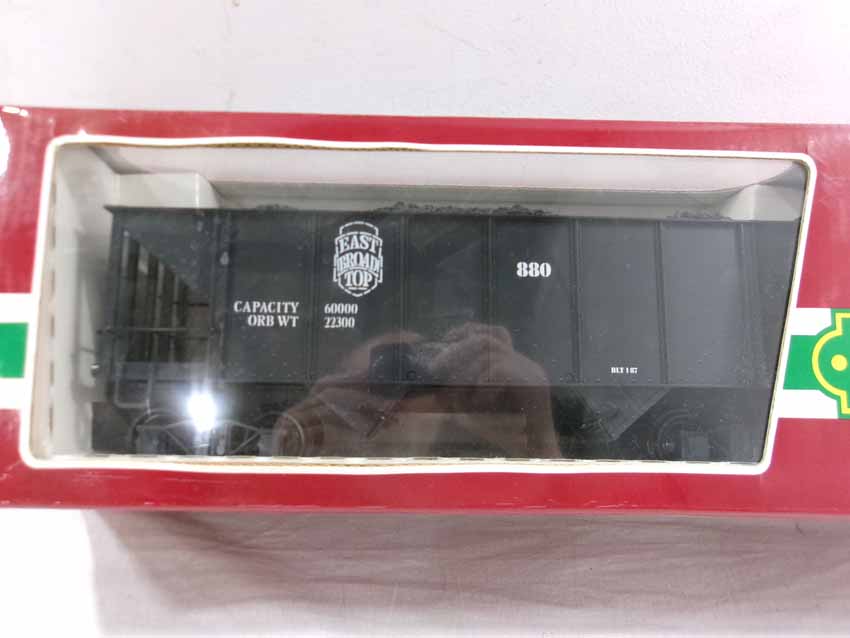 EAST
BROAD
TOP
880
CAPACITY 60000
ORB WT 22300
BLT 1 87